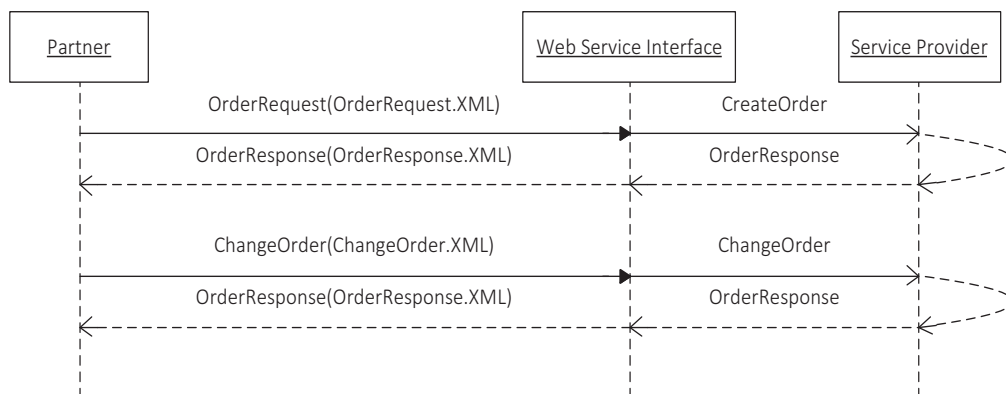 Partner
Web Service Interface
Service Provider
OrderRequest(OrderRequest.XML)
CreateOrder
OrderResponse(OrderResponse.XML)
OrderResponse
ChangeOrder(ChangeOrder.XML)
ChangeOrder
OrderResponse(OrderResponse.XML)
OrderResponse